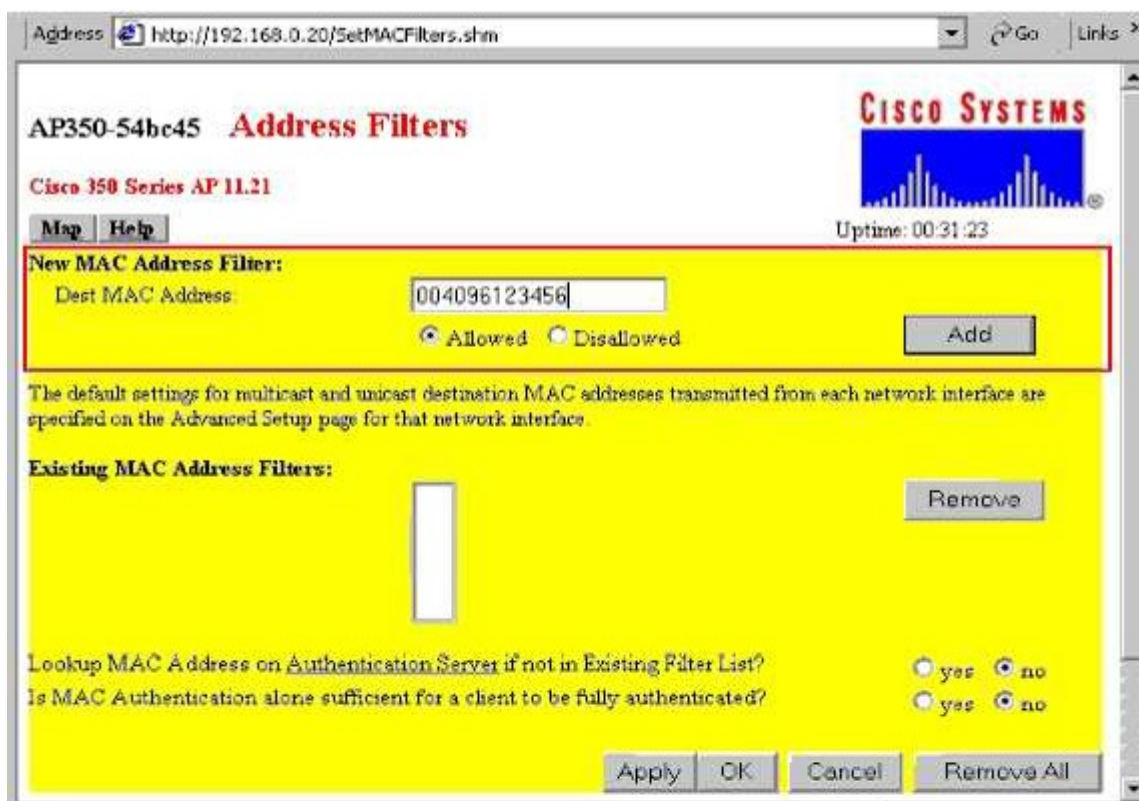 Address http://192.168.0.20/SetMACFilters.shm Go Links »
AP350-54bc45 Address Filters
CISCO SYSTEMS
®
Cisco 350 Series AP 11.21
Map Help
Uptime: 00:31:23
New MAC Address Filter:
Dest MAC Address: 004096123456
Allowed Disallowed
Add
The default settings for multicast and unicast destination MAC addresses transmitted from each network interface are
specified on the Advanced Setup page for that network interface.
Existing MAC Address Filters:
Remove
Lookup MAC Address on Authentication Server if not in Existing Filter List? yes no
Is MAC Authentication alone sufficient for a client to be fully authenticated? yes no
Apply OK Cancel Remove All